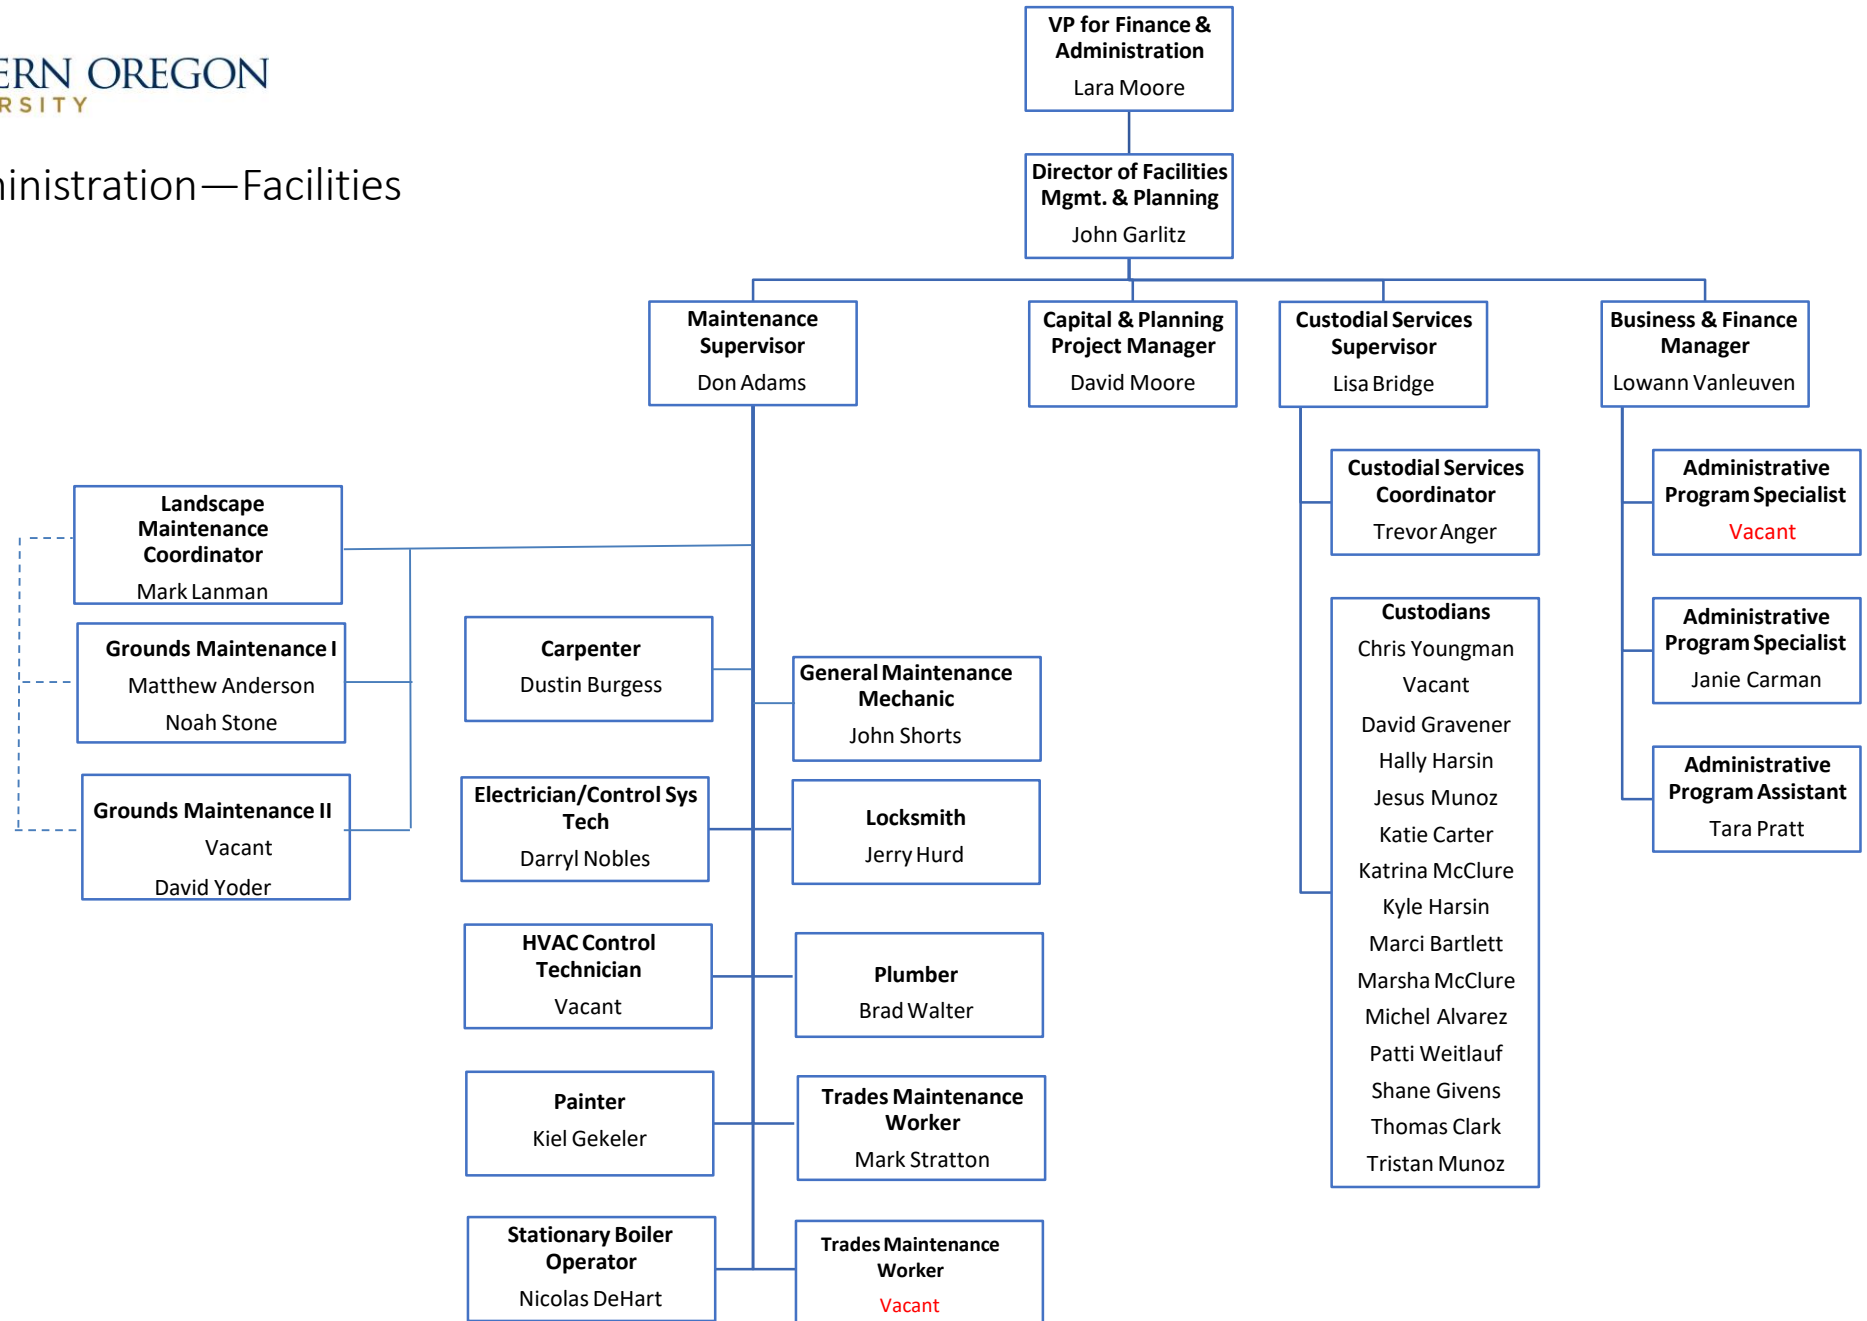 ERN OREGON
RSITY
inistration—Facilities
VP for Finance &
Administration
Lara Moore
Director of Facilities
Mgmt. & Planning
John Garlitz
Maintenance
Supervisor
Don Adams
Capital & Planning
Project Manager
David Moore
Custodial Services
Supervisor
Lisa Bridge
Business & Finance
Manager
Lowann Vanleuven
Landscape
Maintenance
Coordinator
Mark Lanman
Grounds Maintenance I
Matthew Anderson
Noah Stone
Grounds Maintenance II
Vacant
David Yoder
Carpenter
Dustin Burgess
General Maintenance
Mechanic
John Shorts
Electrician/Control Sys
Tech
Darryl Nobles
Locksmith
Jerry Hurd
HVAC Control
Technician
Vacant
Plumber
Brad Walter
Painter
Kiel Gekeler
Trades Maintenance
Worker
Mark Stratton
Stationary Boiler
Operator
Nicolas DeHart
Trades Maintenance
Worker
Vacant
Custodial Services
Coordinator
Trevor Anger
Custodians
Chris Youngman
Vacant
David Gravener
Hally Harsin
Jesus Munoz
Katie Carter
Katrina McClure
Kyle Harsin
Marci Bartlett
Marsha McClure
Michel Alvarez
Patti Weitlauf
Shane Givens
Thomas Clark
Tristan Munoz
Administrative
Program Specialist
Vacant
Administrative
Program Specialist
Janie Carman
Administrative
Program Assistant
Tara Pratt